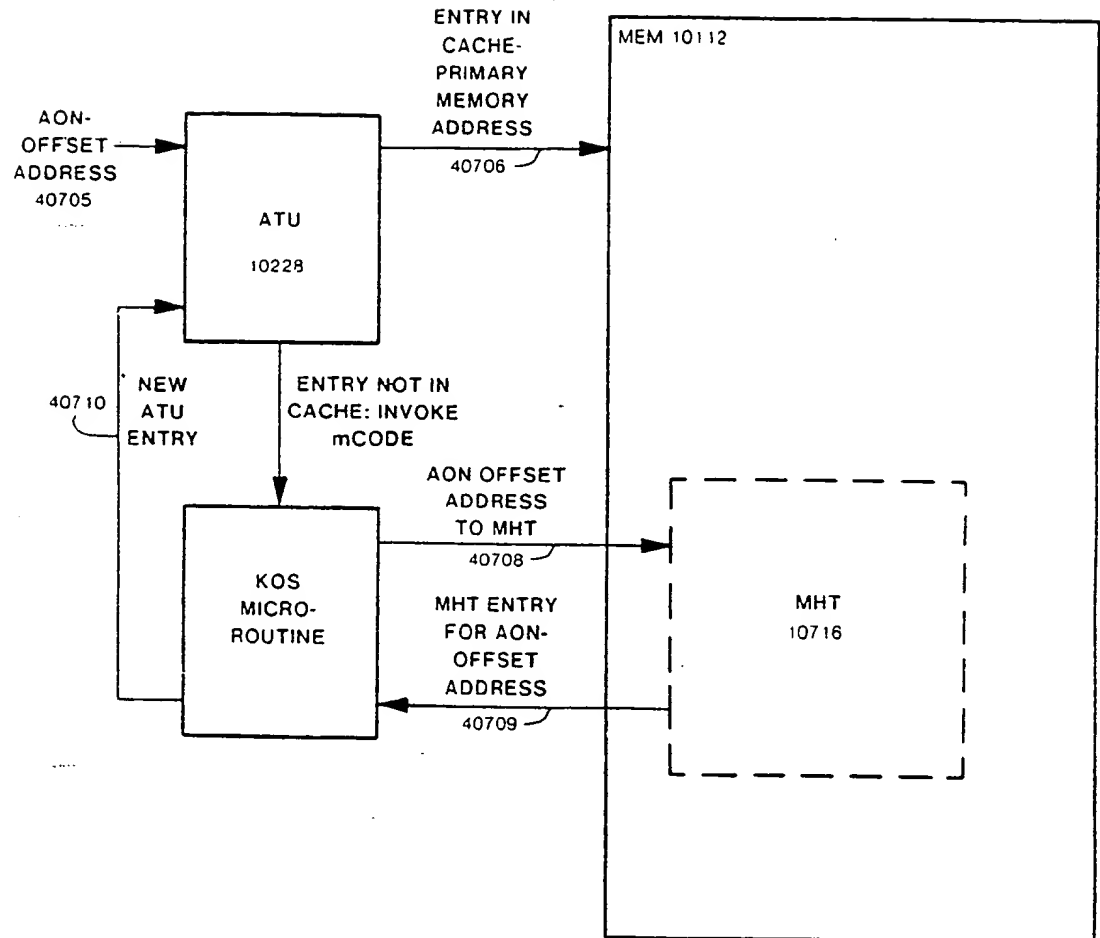 ENTRY IN
CACHE-
PRIMARY
MEMORY
ADDRESS
40706
MEM 10112
AON-
OFFSET
ADDRESS
40705
ATU
10228
40710
NEW
ATU
ENTRY
ENTRY NOT IN
CACHE: INVOKE
mCODE
AON OFFSET
ADDRESS
TO MHT
40708
KOS
MICRO-
ROUTINE
MHT ENTRY
FOR AON-
OFFSET
ADDRESS
40709
MHT
10716